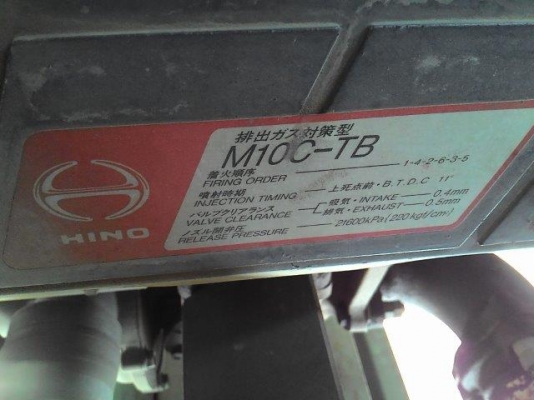 排出ガス対策型
M10C-TB
着火順序
FIRING ORDER 1-4-2-6-3-5
噴射時期
INJECTION TIMING 上死点前・B.T.D.C 11°
バルブクリアランス 吸気・INTAKE 0.4mm
VALVE CLEARANCE 排気・EXHAUST 0.5mm
ノズル開弁圧
RELEASE PRESSURE 21600kPa(220kgf/cm²)
HINO